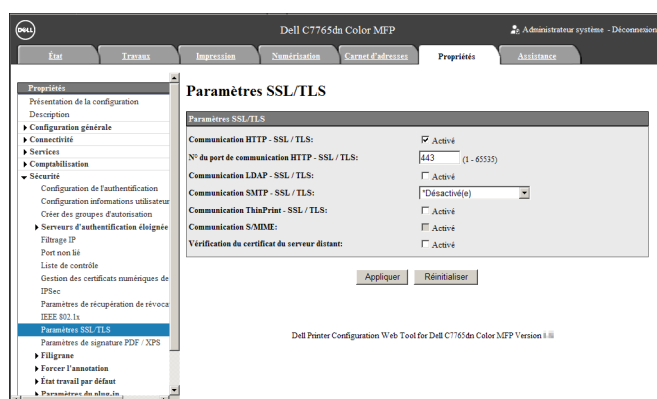 DELL
Dell C7765dn Color MFP
Administrateur système - Déconnexion
État
Travaux
Impression
Numérisation
Carnet d'adresses
Propriétés
Assistance
Propriétés
Présentation de la configuration
Description
Configuration générale
Connectivité
Services
Comptabilisation
Sécurité
Configuration de l'authentification
Configuration informations utilisateur
Créer des groupes d'autorisation
Serveurs d'authentification éloignée
Filtrage IP
Port non lié
Liste de contrôle
Gestion des certificats numériques de
IPSec
Paramètres de récupération de révoca
IEEE 802.1x
Paramètres SSL/TLS
Paramètres de signature PDF / XPS
Filigrane
Forcer l'annotation
État travail par défaut
Paramètres du plug-in
Paramètres SSL/TLS
Paramètres SSL/TLS
Communication HTTP - SSL / TLS: Activé
N° du port de communication HTTP - SSL / TLS: 443 (1 - 65535)
Communication LDAP - SSL / TLS: Activé
Communication SMTP - SSL / TLS: *Désactivé(e)
Communication ThinPrint - SSL / TLS: Activé
Communication S/MIME: Activé
Vérification du certificat du serveur distant: Activé
Appliquer Réinitialiser
Dell Printer Configuration Web Tool for Dell C7765dn Color MFP Version